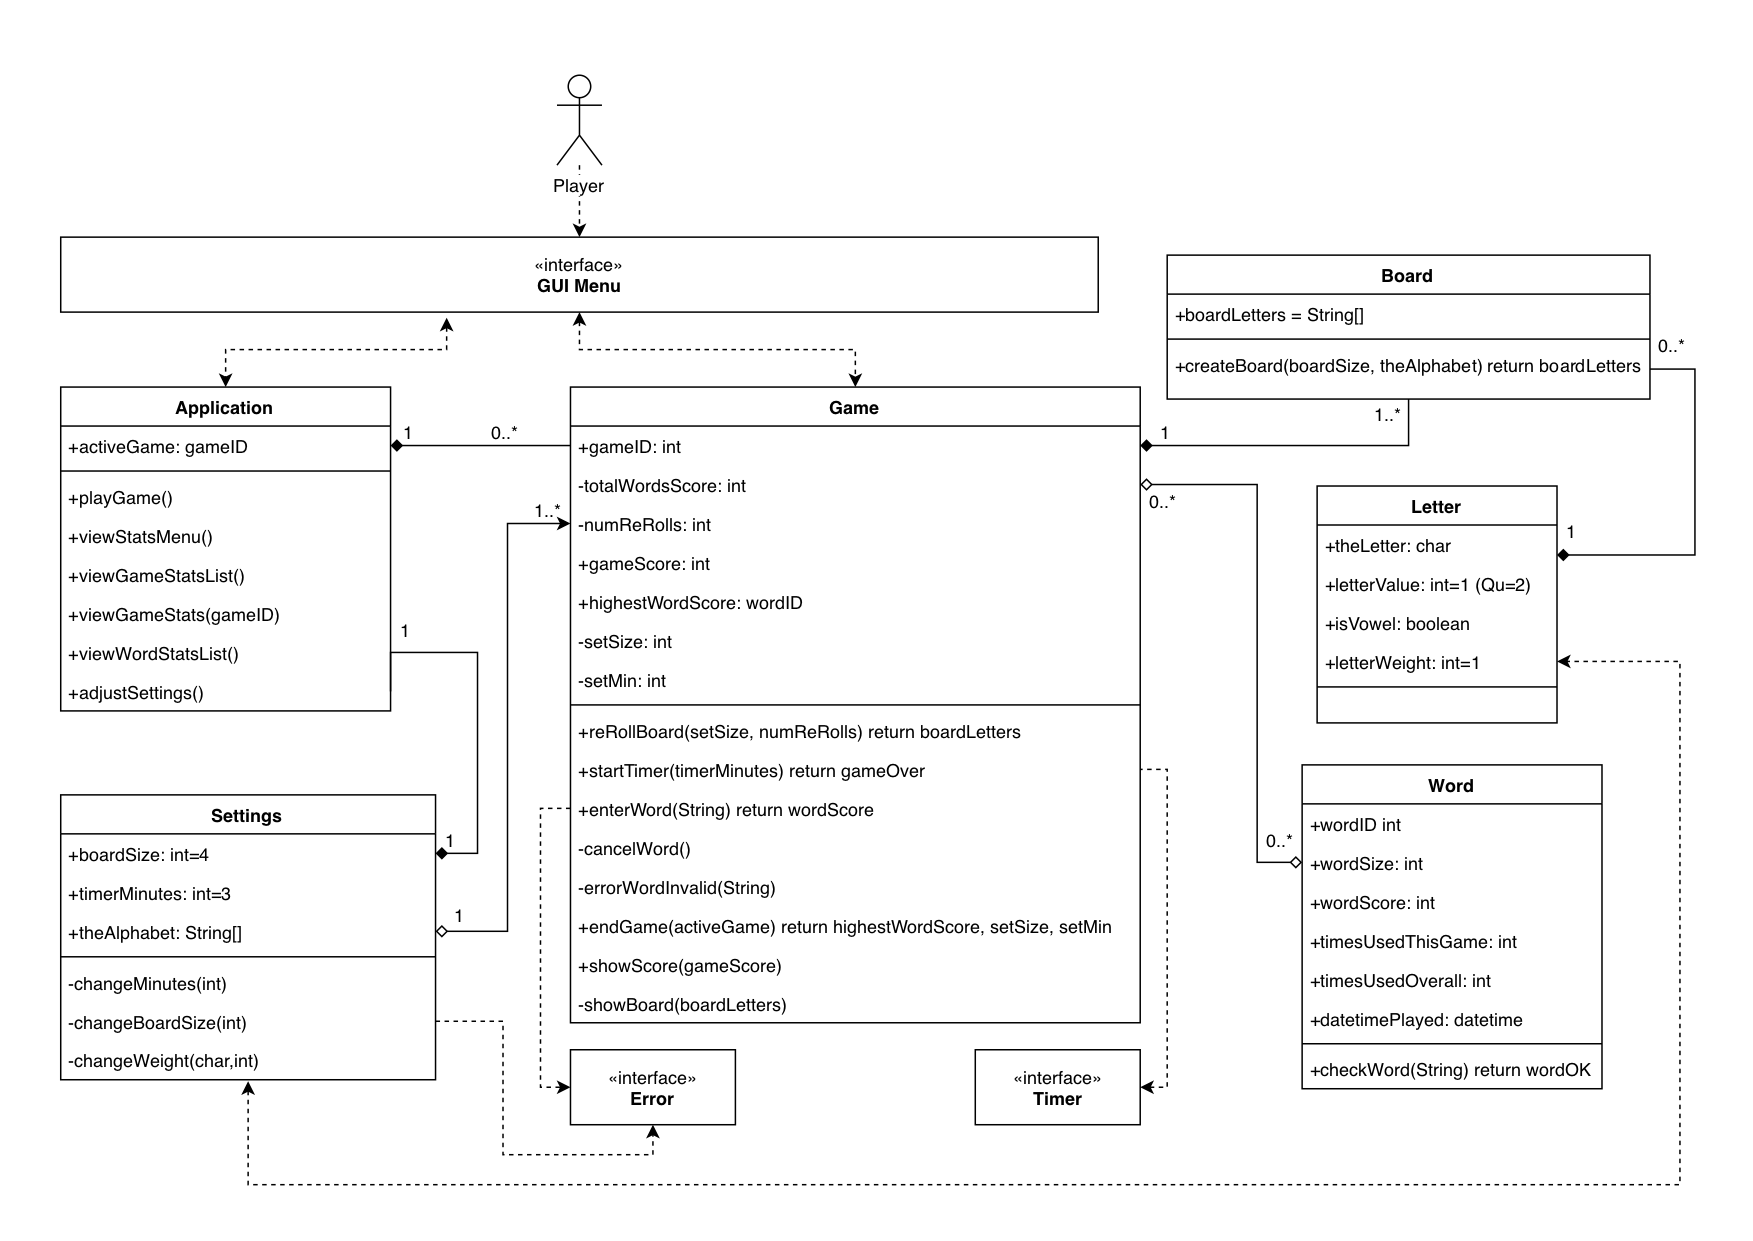 Player
«interface»
GUI Menu
Board
+boardLetters = String[]
+createBoard(boardSize, theAlphabet) return boardLetters
0..*
1..*
Application
+activeGame: gameID
+playGame()
+viewStatsMenu()
+viewGameStatsList()
+viewGameStats(gameID)
+viewWordStatsList()
+adjustSettings()
1
0..*
1
1..*
Game
+gameID: int
-totalWordsScore: int
-numReRolls: int
+gameScore: int
+highestWordScore: wordID
-setSize: int
-setMin: int
+reRollBoard(setSize, numReRolls) return boardLetters
+startTimer(timerMinutes) return gameOver
+enterWord(String) return wordScore
-cancelWord()
-errorWordInvalid(String)
+endGame(activeGame) return highestWordScore, setSize, setMin
+showScore(gameScore)
-showBoard(boardLetters)
1
0..*
Letter
+theLetter: char
+letterValue: int=1 (Qu=2)
+isVowel: boolean
+letterWeight: int=1
1
Settings
+boardSize: int=4
+timerMinutes: int=3
+theAlphabet: String[]
-changeMinutes(int)
-changeBoardSize(int)
-changeWeight(char,int)
1
1
Word
+wordID int
+wordSize: int
+wordScore: int
+timesUsedThisGame: int
+timesUsedOverall: int
+datetimePlayed: datetime
+checkWord(String) return wordOK
0..*
«interface»
Error
«interface»
Timer